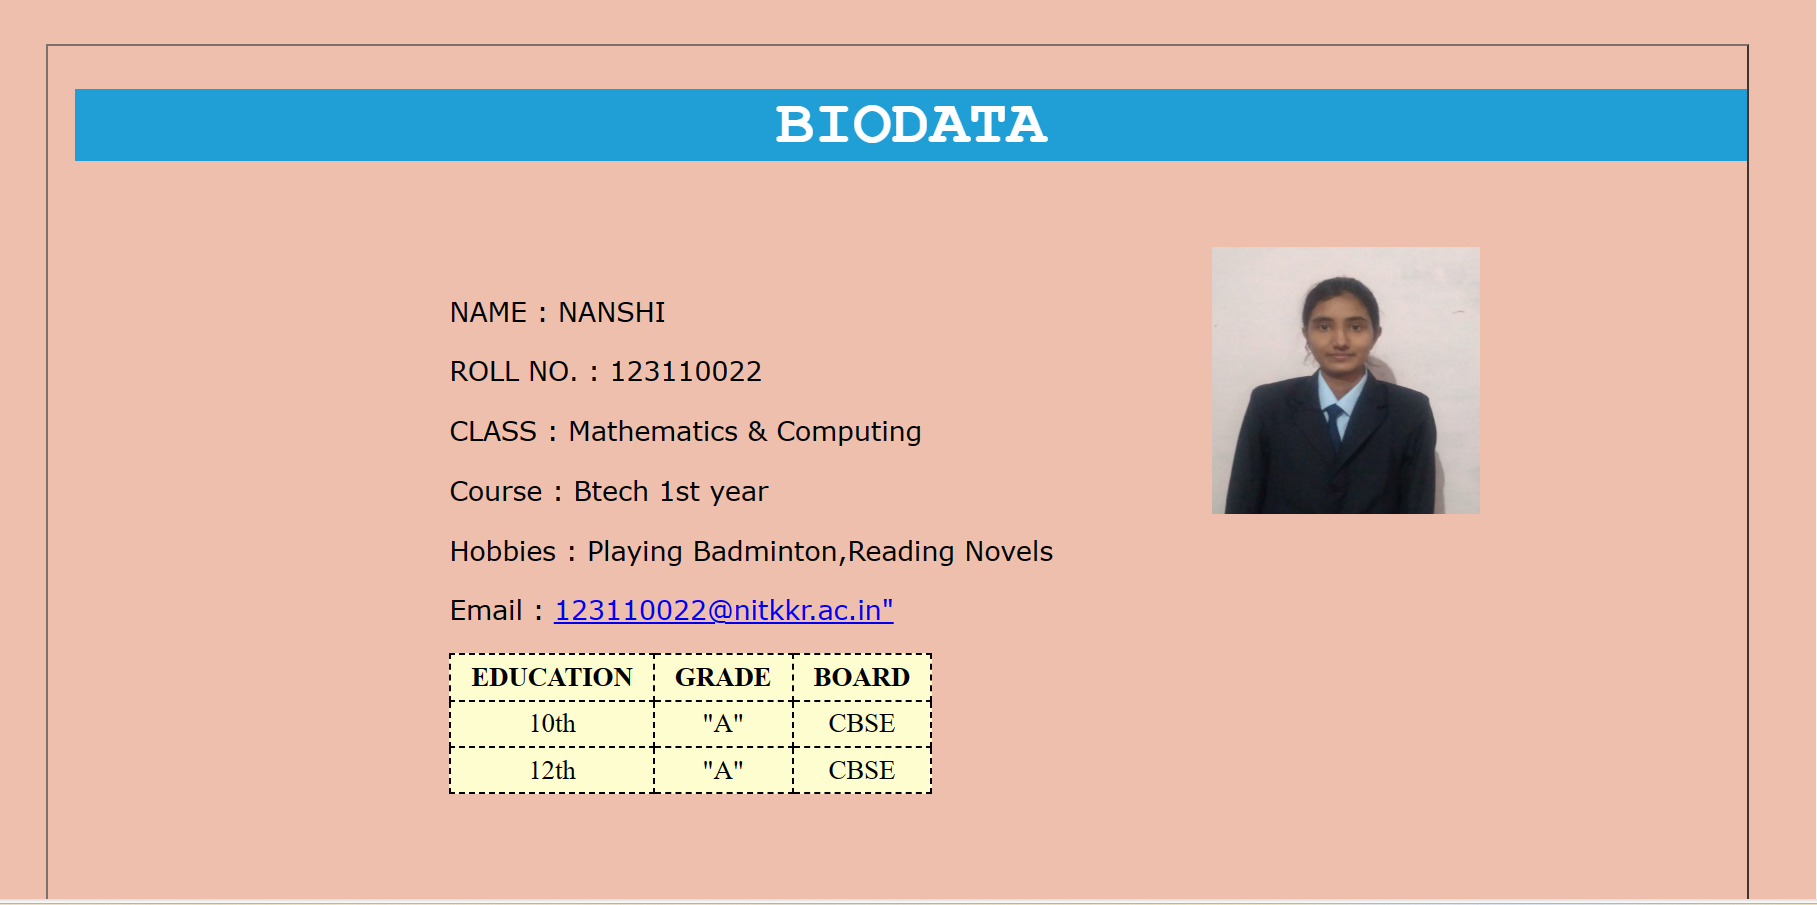 BIODATA
NAME : NANSHI
ROLL NO. : 123110022
CLASS : Mathematics & Computing
Course : Btech 1st year
Hobbies : Playing Badminton,Reading Novels
Email : 123110022@nitkkr.ac.in"
EDUCATION GRADE BOARD
10th "A" CBSE
12th "A" CBSE